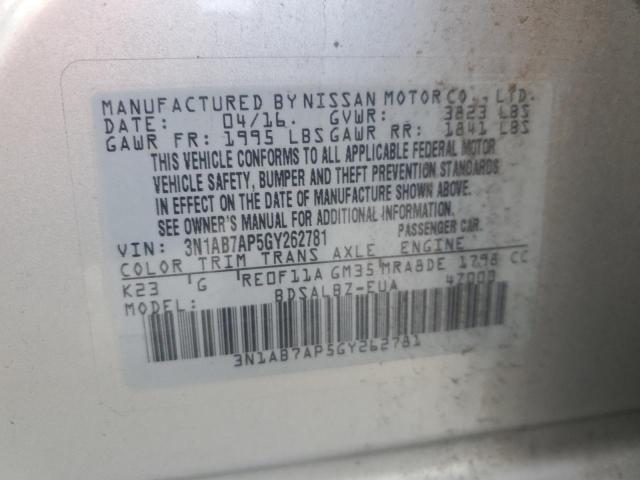 MANUFACTURED BY NISSAN MOTOR CO., LTD.
DATE: 04/16. GVWR: 3823 LBS
GAWR FR: 1995 LBS GAWR RR: 1841 LBS
THIS VEHICLE CONFORMS TO ALL APPLICABLE FEDERAL MOTOR
VEHICLE SAFETY, BUMPER AND THEFT PREVENTION STANDARDS
IN EFFECT ON THE DATE OF MANUFACTURE SHOWN ABOVE.
SEE OWNER'S MANUAL FOR ADDITIONAL INFORMATION.
VIN: 3N1AB7AP5GY262781 PASSENGER CAR.
COLOR TRIM TRANS AXLE ENGINE
K23 G RE0F11A GM35 MRA8DE 1798 CC
MODEL: BDSALBZ-EUA 4Z000
3N1AB7AP5GY262781